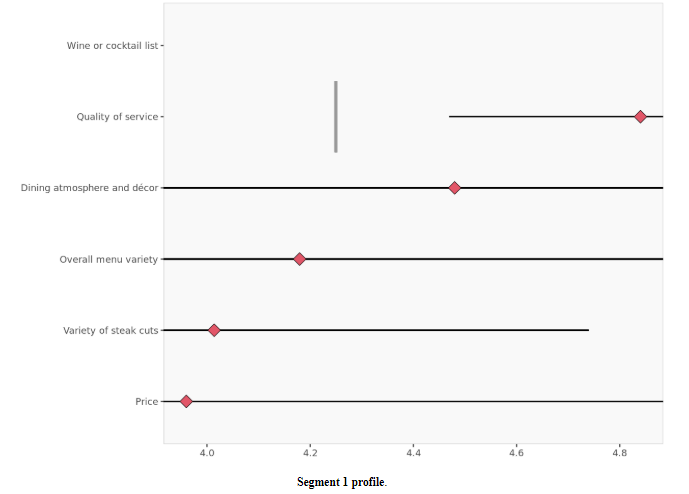 Wine or cocktail list
Quality of service
Dining atmosphere and décor
Overall menu variety
Variety of steak cuts
Price
4.0 4.2 4.4 4.6 4.8
Segment 1 profile.